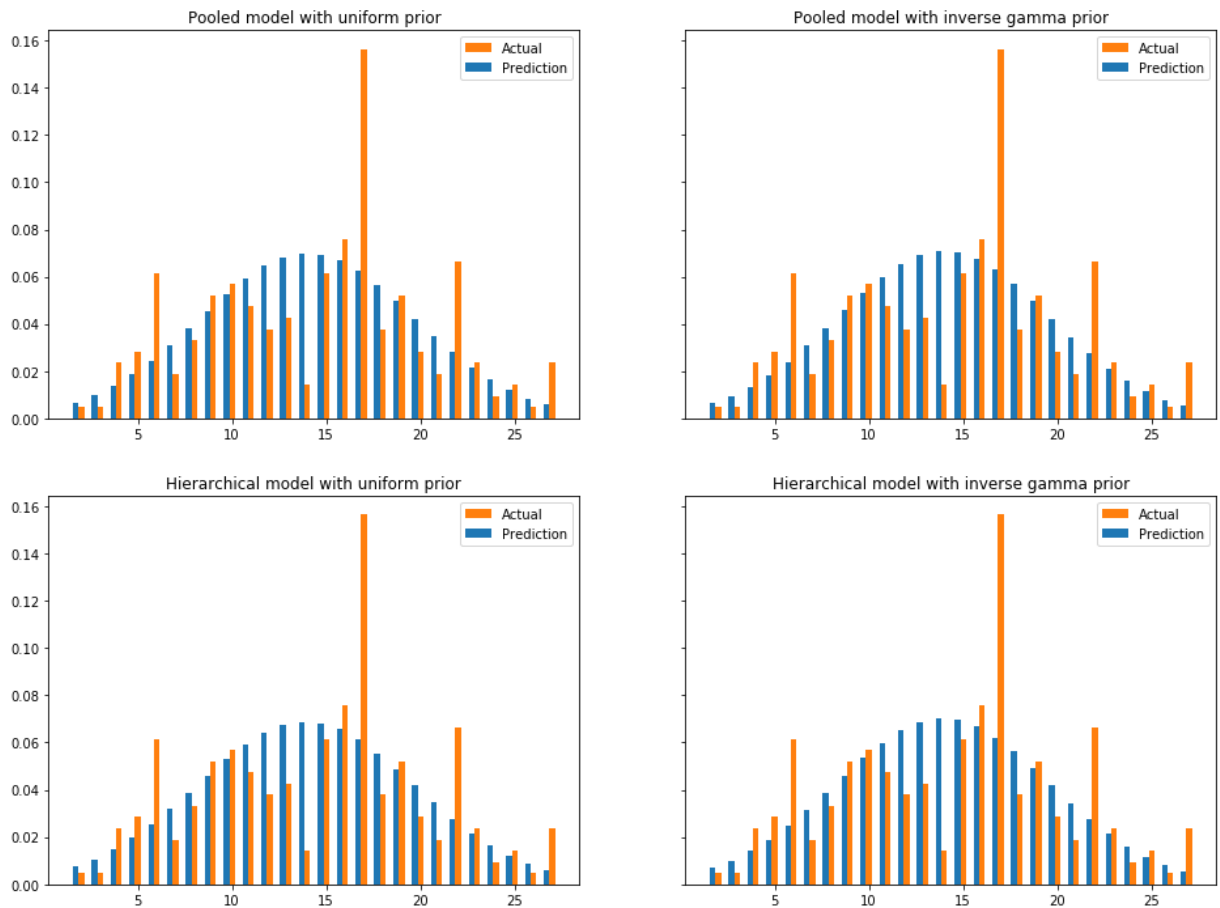 Pooled model with uniform prior
0.16
0.14
0.12
0.10
0.08
0.06
0.04
0.02
0.00
5 10 15 20 25
Actual
Prediction
Pooled model with inverse gamma prior
5 10 15 20 25
Actual
Prediction
Hierarchical model with uniform prior
0.16
0.14
0.12
0.10
0.08
0.06
0.04
0.02
0.00
5 10 15 20 25
Actual
Prediction
Hierarchical model with inverse gamma prior
5 10 15 20 25
Actual
Prediction